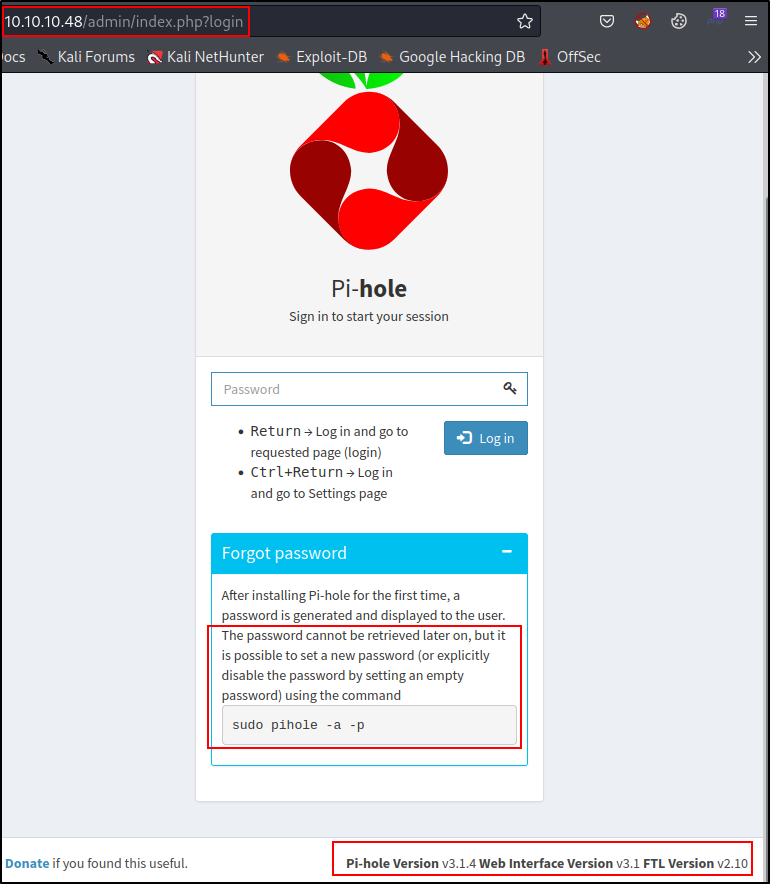 10.10.10.48/admin/index.php?login
18
ocs Kali Forums Kali NetHunter Exploit-DB Google Hacking DB OffSec
Pi-hole
Sign in to start your session
Password
Return → Log in and go to
requested page (login)
Ctrl+Return → Log in
and go to Settings page
Log in
Forgot password
After installing Pi-hole for the first time, a
password is generated and displayed to the user.
The password cannot be retrieved later on, but it
is possible to set a new password (or explicitly
disable the password by setting an empty
password) using the command
sudo pihole -a -p
Donate if you found this useful.
Pi-hole Version v3.1.4 Web Interface Version v3.1 FTL Version v2.10